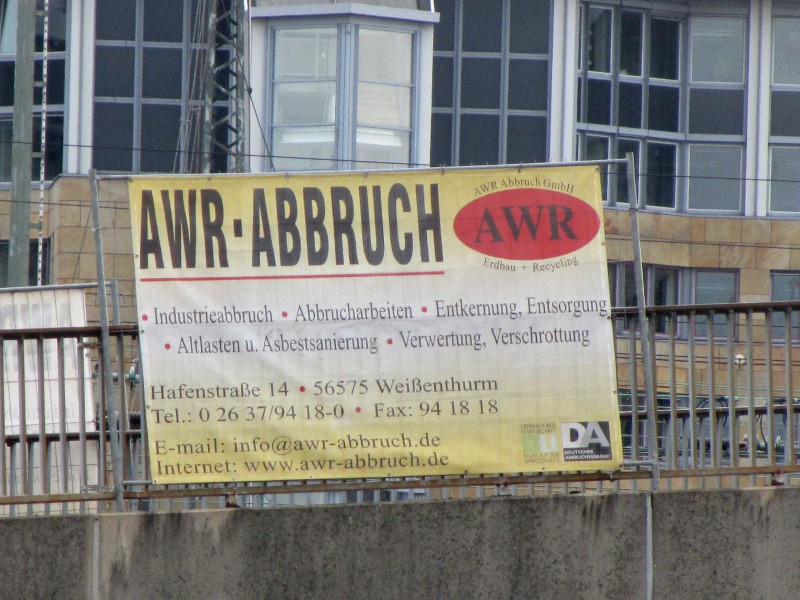 AWR-ABBRUCH
AWR Abbruch GmbH
AWR
Erdbau + Recycling
• Industrieabbruch • Abbrucharbeiten • Entkernung, Entsorgung
• Altlasten u. Asbestsanierung • Verwertung, Verschrottung
Hafenstraße 14 • 56575 Weißenthurm
Tel.: 0 26 37/94 18-0 • Fax: 94 18 18
E-mail: info@awr-abbruch.de
Internet: www.awr-abbruch.de
DA
DEUTSCHER
ABBRUCHVERBAND